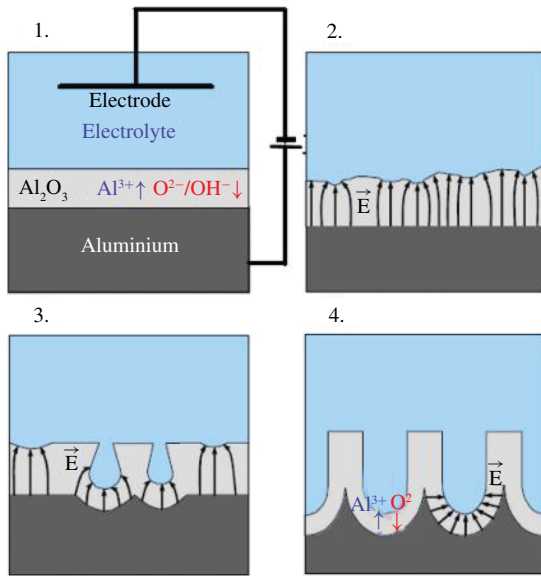 1.
Electrode
Electrolyte
Al₂O₃ Al³⁺↑ O²⁻/OH⁻↓
Aluminium
2.
E⃗
3.
E⃗
4.
E⃗
Al³⁺ O²